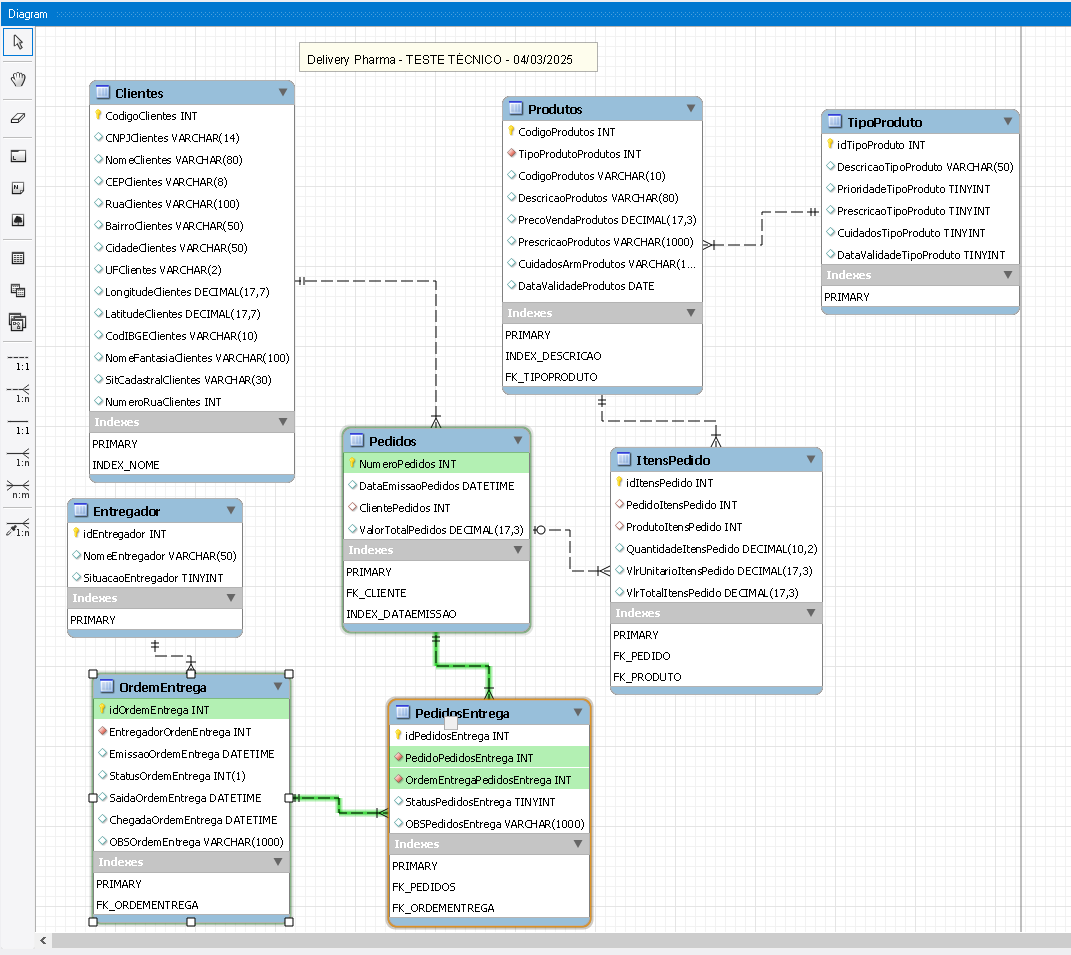 Diagram
Delivery Pharma - TESTE TÉCNICO - 04/03/2025
Clientes
CodigoClientes INT
CNPJClientes VARCHAR(14)
NomeClientes VARCHAR(80)
CEPClientes VARCHAR(8)
RuaClientes VARCHAR(100)
BairroClientes VARCHAR(50)
CidadeClientes VARCHAR(50)
UFClientes VARCHAR(2)
LongitudeClientes DECIMAL(17,7)
LatitudeClientes DECIMAL(17,7)
CodIBGEClientes VARCHAR(10)
NomeFantasiaClientes VARCHAR(100)
SitCadastralClientes VARCHAR(30)
NumeroRuaClientes INT
Indexes
PRIMARY
INDEX_NOME
Produtos
CodigoProdutos INT
TipoProdutoProdutos INT
CodigoProdutos VARCHAR(10)
DescricaoProdutos VARCHAR(80)
PrecoVendaProdutos DECIMAL(17,3)
PrescricaoProdutos VARCHAR(1000)
CuidadosArmProdutos VARCHAR(1...
DataValidadeProdutos DATE
Indexes
PRIMARY
INDEX_DESCRICAO
FK_TIPOPRODUTO
TipoProduto
idTipoProduto INT
DescricaoTipoProduto VARCHAR(50)
PrioridadeTipoProduto TINYINT
PrescricaoTipoProduto TINYINT
CuidadosTipoProduto TINYINT
DataValidadeTipoProduto TINYINT
Indexes
PRIMARY
1:1
1:n
1:1
1:n
n:m
1:n
Pedidos
NumeroPedidos INT
DataEmissaoPedidos DATETIME
ClientePedidos INT
ValorTotalPedidos DECIMAL(17,3)
Indexes
PRIMARY
FK_CLIENTE
INDEX_DATAEMISSAO
ItensPedido
idItensPedido INT
PedidoItensPedido INT
ProdutoItensPedido INT
QuantidadeItensPedido DECIMAL(10,2)
VlrUnitarioItensPedido DECIMAL(17,3)
VlrTotalItensPedido DECIMAL(17,3)
Indexes
PRIMARY
FK_PEDIDO
FK_PRODUTO
Entregador
idEntregador INT
NomeEntregador VARCHAR(50)
SituacaoEntregador TINYINT
Indexes
PRIMARY
OrdemEntrega
idOrdemEntrega INT
EntregadorOrdenEntrega INT
EmissaoOrdemEntrega DATETIME
StatusOrdemEntrega INT(1)
SaidaOrdemEntrega DATETIME
ChegadaOrdemEntrega DATETIME
OBSOrdemEntrega VARCHAR(1000)
Indexes
PRIMARY
FK_ORDEMENTREGA
PedidosEntrega
idPedidosEntrega INT
PedidoPedidosEntrega INT
OrdemEntregaPedidosEntrega INT
StatusPedidosEntrega TINYINT
OBSPedidosEntrega VARCHAR(1000)
Indexes
PRIMARY
FK_PEDIDOS
FK_ORDEMENTREGA